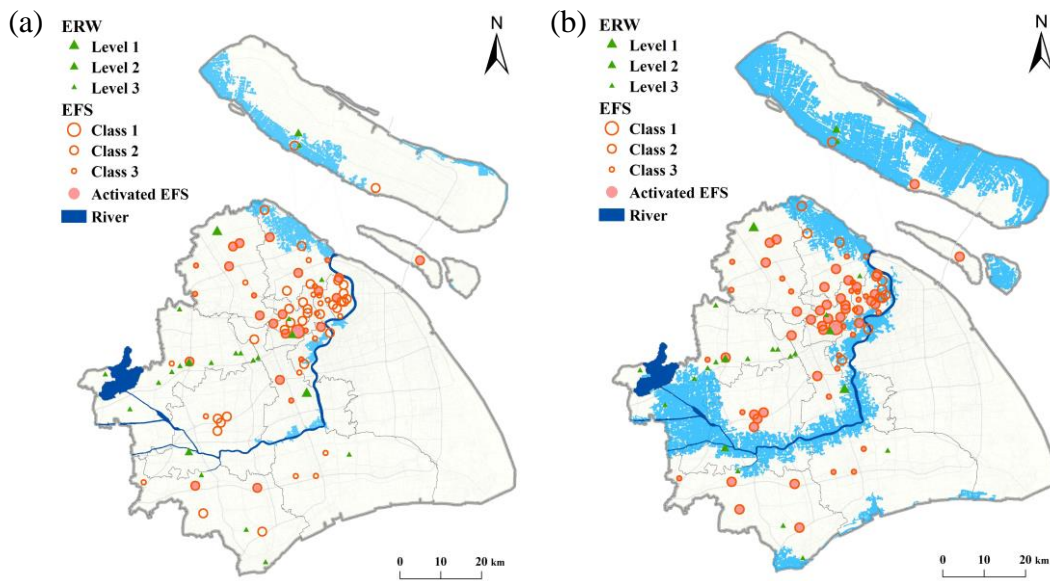 (a)
ERW
Level 1
Level 2
Level 3
EFS
Class 1
Class 2
Class 3
Activated EFS
River
N
0 10 20 km
(b)
ERW
Level 1
Level 2
Level 3
EFS
Class 1
Class 2
Class 3
Activated EFS
River
N
0 10 20 km